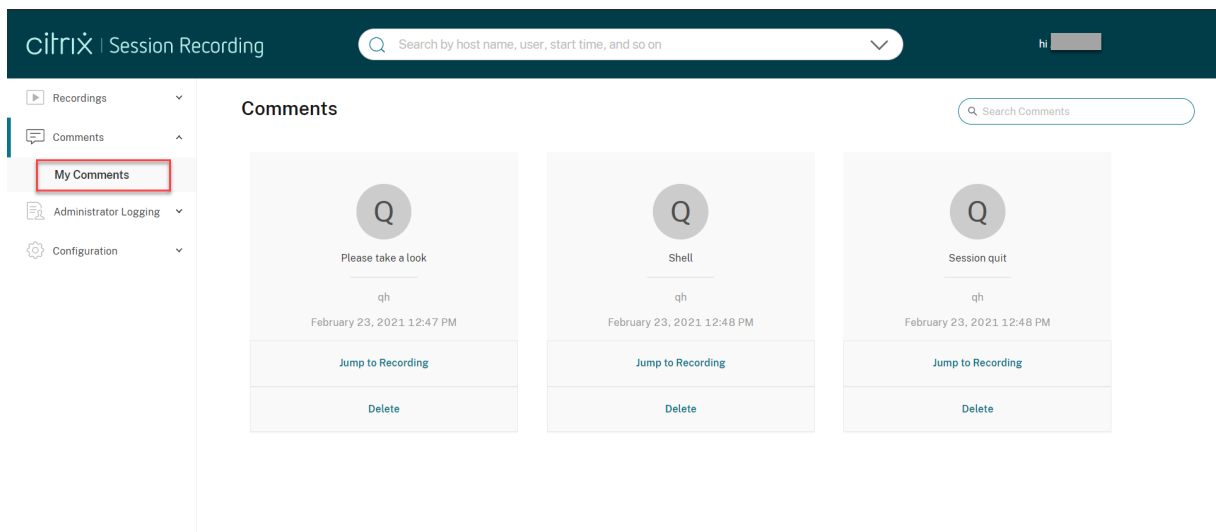 citrix | Session Recording
Search by host name, user, start time, and so on
hi
Recordings
Comments
My Comments
Administrator Logging
Configuration
Comments
Search Comments
Q
Please take a look
qh
February 23, 2021 12:47 PM
Jump to Recording
Delete
Q
Shell
qh
February 23, 2021 12:48 PM
Jump to Recording
Delete
Q
Session quit
qh
February 23, 2021 12:48 PM
Jump to Recording
Delete